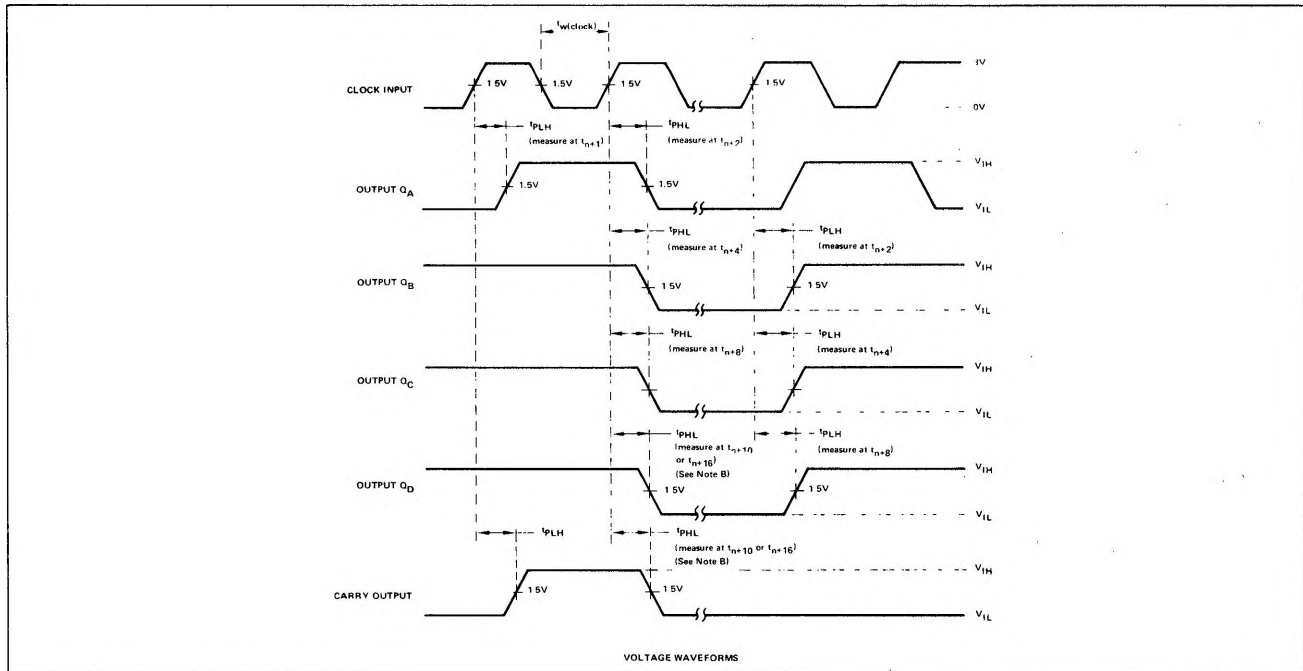 tw(clock)
CLOCK INPUT
1 5V
1.5V
1 5V
1 5V
3V
0V
tPLH
(measure at tn+1)
tPHL
(measure at tn+2)
OUTPUT QA
1.5V
1.5V
VIH
VIL
tPHL
(measure at tn+4)
tPLH
(measure at tn+2)
OUTPUT QB
1 5V
1 5V
VIH
VIL
tPHL
(measure at tn+8)
tPLH
(measure at tn+4)
OUTPUT QC
VIH
VIL
tPHL
(measure at tn+10
or tn+16)
(See Note B)
tPLH
(measure at tn+8)
OUTPUT QD
1 5V
1 5V
VIH
VIL
tPLH
tPHL
(measure at tn+10 or tn+16)
(See Note B)
CARRY OUTPUT
1 5V
1 5V
VIH
VIL
VOLTAGE WAVEFORMS